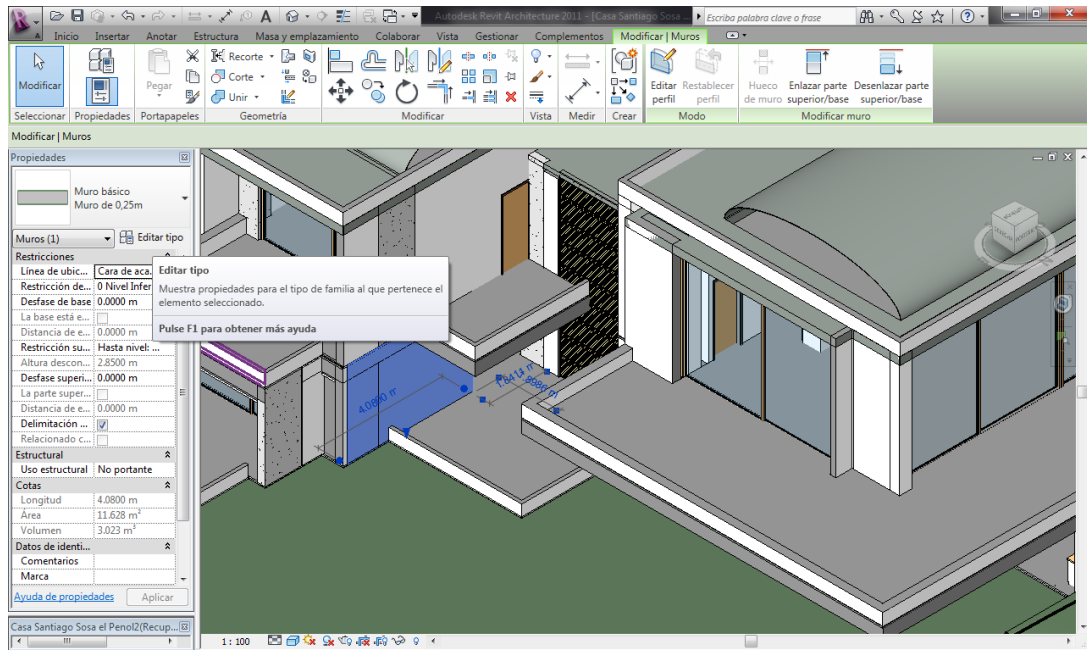 Autodesk Revit Architecture 2011 - [Casa Santiago Sosa ...
Escriba palabra clave o frase
Inicio Insertar Anotar Estructura Masa y emplazamiento Colaborar Vista Gestionar Complementos Modificar | Muros
Modificar
Pegar
Recorte
Corte
Unir
Editar perfil
Restablecer perfil
Hueco de muro
Enlazar parte superior/base
Desenlazar parte superior/base
Seleccionar Propiedades Portapapeles Geometría Modificar Vista Medir Crear Modo Modificar muro
Modificar | Muros
Propiedades
Muro básico
Muro de 0,25m
Muros (1) Editar tipo
Restricciones
Línea de ubic... Cara de aca...
Restricción de... 0 Nivel Infer
Desfase de base 0.0000 m
La base está e...
Distancia de e... 0.0000 m
Restricción su... Hasta nivel: ...
Altura descon... 2.8500 m
Desfase superi... 0.0000 m
La parte super...
Distancia de e... 0.0000 m
Delimitación ...
Relacionado c...
Estructural
Uso estructural No portante
Cotas
Longitud 4.0800 m
Área 11.628 m²
Volumen 3.023 m³
Datos de identi...
Comentarios
Marca
Ayuda de propiedades Aplicar
Casa Santiago Sosa el Penol2(Recup...
Editar tipo
Muestra propiedades para el tipo de familia al que pertenece el
elemento seleccionado.
Pulse F1 para obtener más ayuda
4.0800 m
1 : 100